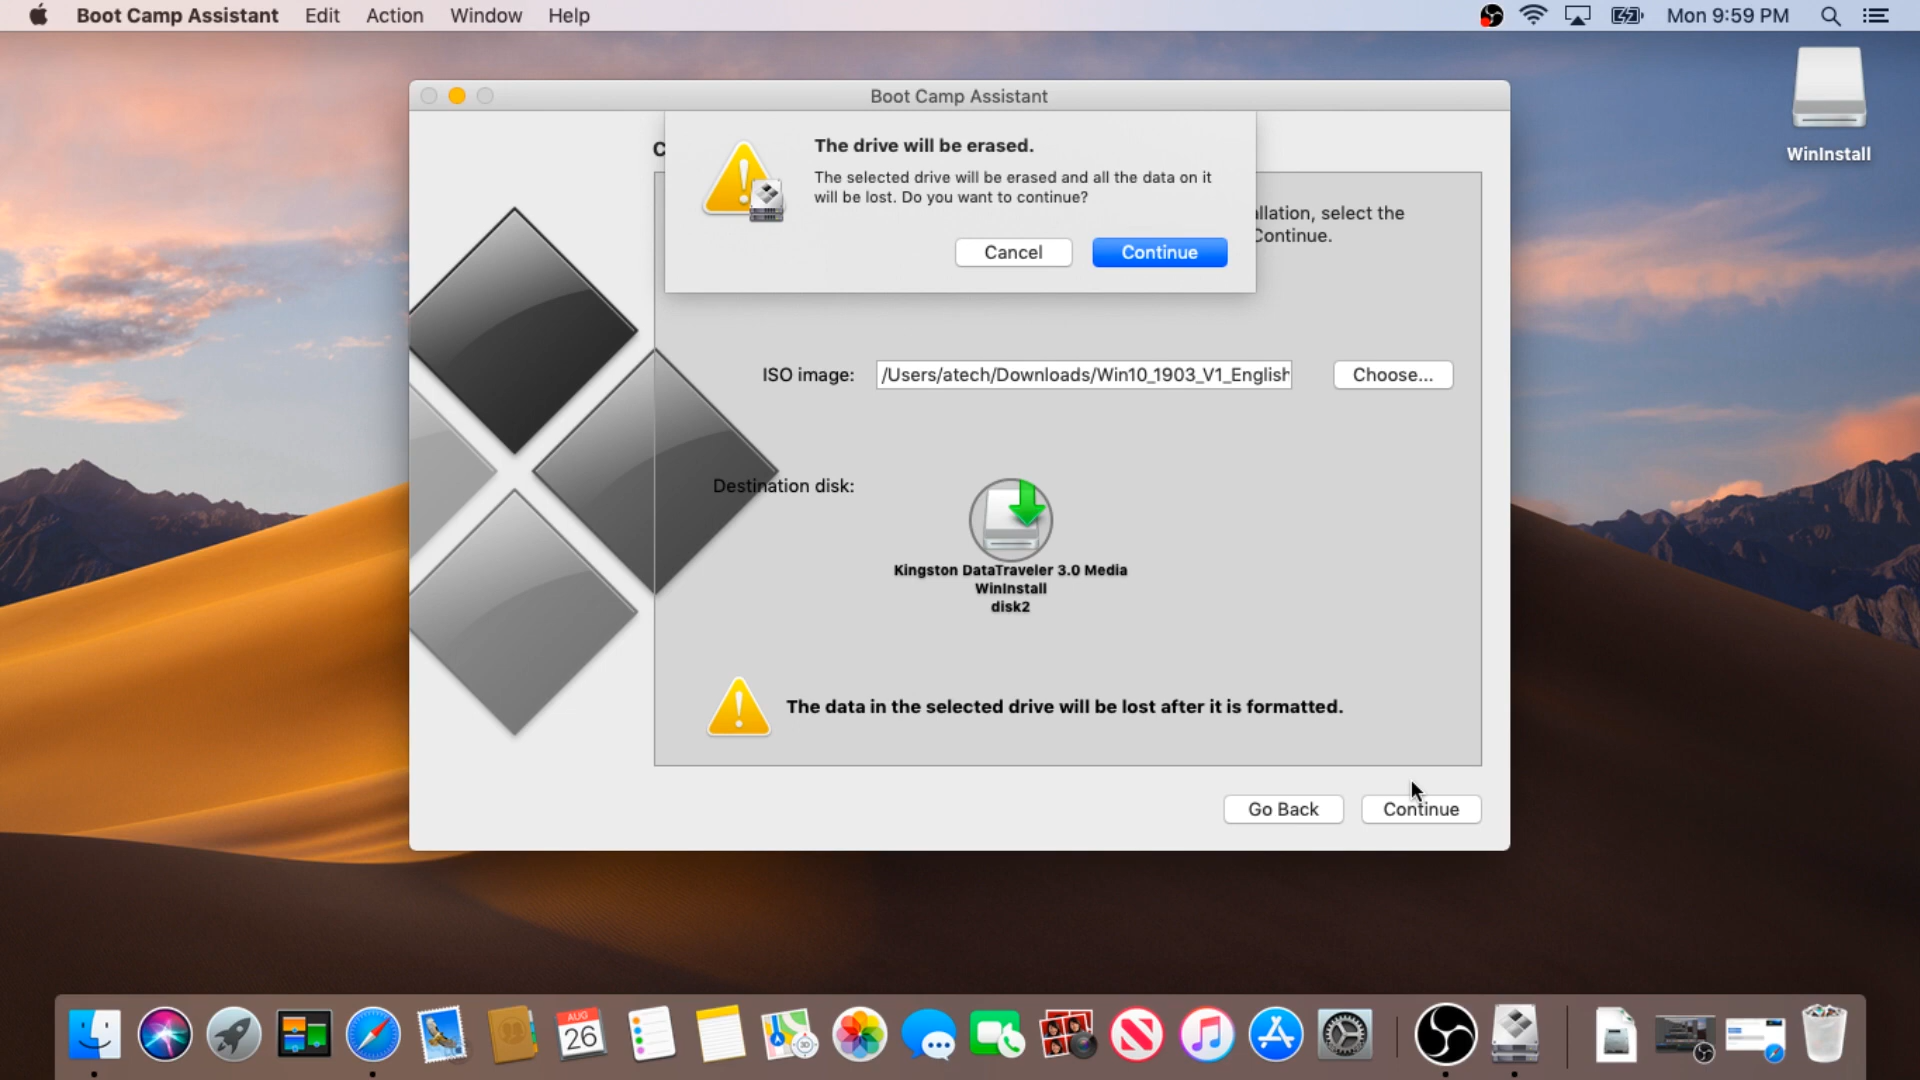 Boot Camp Assistant Edit Action Window Help Mon 9:59 PM
WinInstall
Boot Camp Assistant
C
The drive will be erased.
The selected drive will be erased and all the data on it
will be lost. Do you want to continue?
Cancel Continue
allation, select the
Continue.
ISO image: /Users/atech/Downloads/Win10_1903_V1_English Choose...
Destination disk:
Kingston DataTraveler 3.0 Media
WinInstall
disk2
The data in the selected drive will be lost after it is formatted.
Go Back Continue
AUG
26
3D